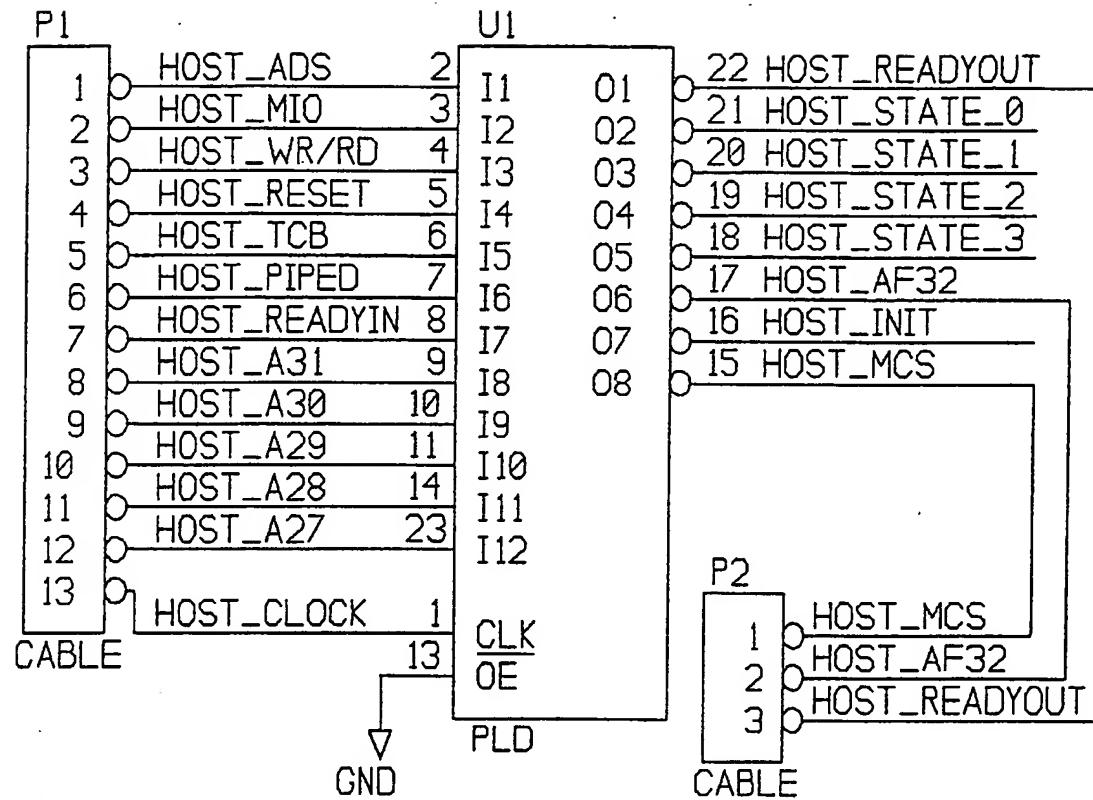 P1 U1
1 HOST_ADS 2 I1 O1 22 HOST_READYOUT
2 HOST_MIO 3 I2 O2 21 HOST_STATE_0
3 HOST_WR/RD 4 I3 O3 20 HOST_STATE_1
4 HOST_RESET 5 I4 O4 19 HOST_STATE_2
5 HOST_TCB 6 I5 O5 18 HOST_STATE_3
6 HOST_PIPED 7 I6 O6 17 HOST_AF32
7 HOST_READYIN 8 I7 O7 16 HOST_INIT
8 HOST_A31 9 I8 O8 15 HOST_MCS
9 HOST_A30 10 I9
10 HOST_A29 11 I10
11 HOST_A28 14 I11
12 HOST_A27 23 I12
13 HOST_CLOCK 1 CLK
CABLE 13 OE
GND PLD
P2
1 HOST_MCS
2 HOST_AF32
3 HOST_READYOUT
CABLE